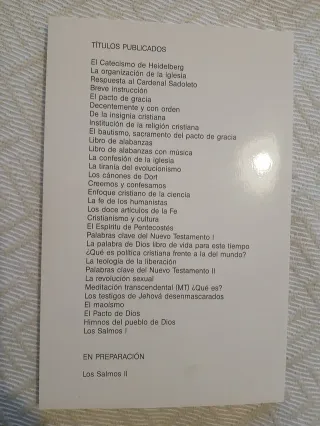 TÍTULOS PUBLICADOS
El Catecismo de Heidelberg
La organización de la iglesia
Respuesta al Cardenal Sadoleto
Breve instrucción
El pacto de gracia
Decentemente y con orden
De la insignia cristiana
Institución de la religión cristiana
El bautismo, sacramento del pacto de gracia
Libro de alabanzas
Libro de alabanzas con música
La confesión de la iglesia
La tiranía del evolucionismo
Los cánones de Dort
Creemos y confesamos
Enfoque cristiano de la ciencia
La fe de los humanistas
Los doce artículos de la Fe
Cristianismo y cultura
El Espíritu de Pentecostés
Palabras clave del Nuevo Testamento I
La palabra de Dios libro de vida para este tiempo
¿Qué es política cristiana frente a la del mundo?
La teología de la liberación
Palabras clave del Nuevo Testamento II
La revolución sexual
Meditación transcendental (MT) ¿Qué es?
Los testigos de Jehová desenmascarados
El maoísmo
El Pacto de Dios
Himnos del pueblo de Dios
Los Salmos I
EN PREPARACIÓN
Los Salmos II